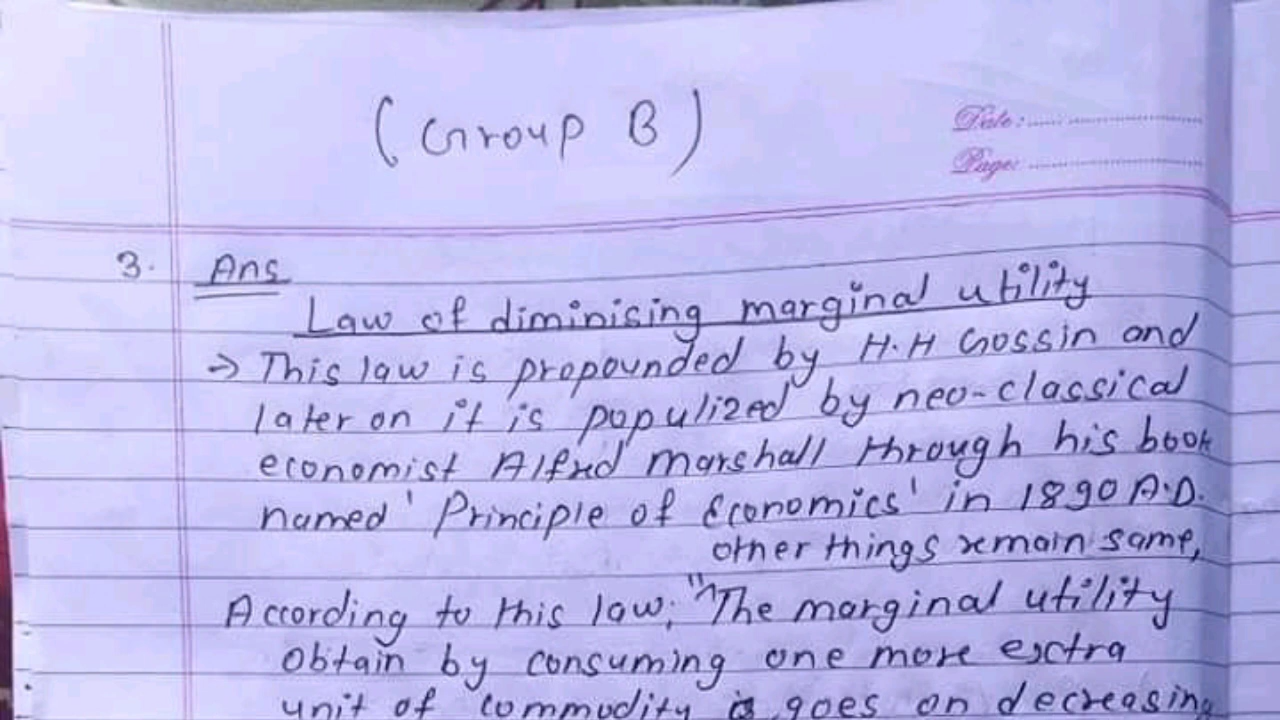 (Group B)
Date: ..... ........................
Page: ..............................
3. Ans
Law of diminising marginal utility
→ This law is propounded by H.H Gossin and
later on it is populized by neo-classical
economist Alfred marshall through his book
named 'Principle of Economics' in 1890 A.D.
other things remain same,
According to this law; "^The marginal utility
Obtain by consuming one more exctra
unit of commodity is goes on decreasing